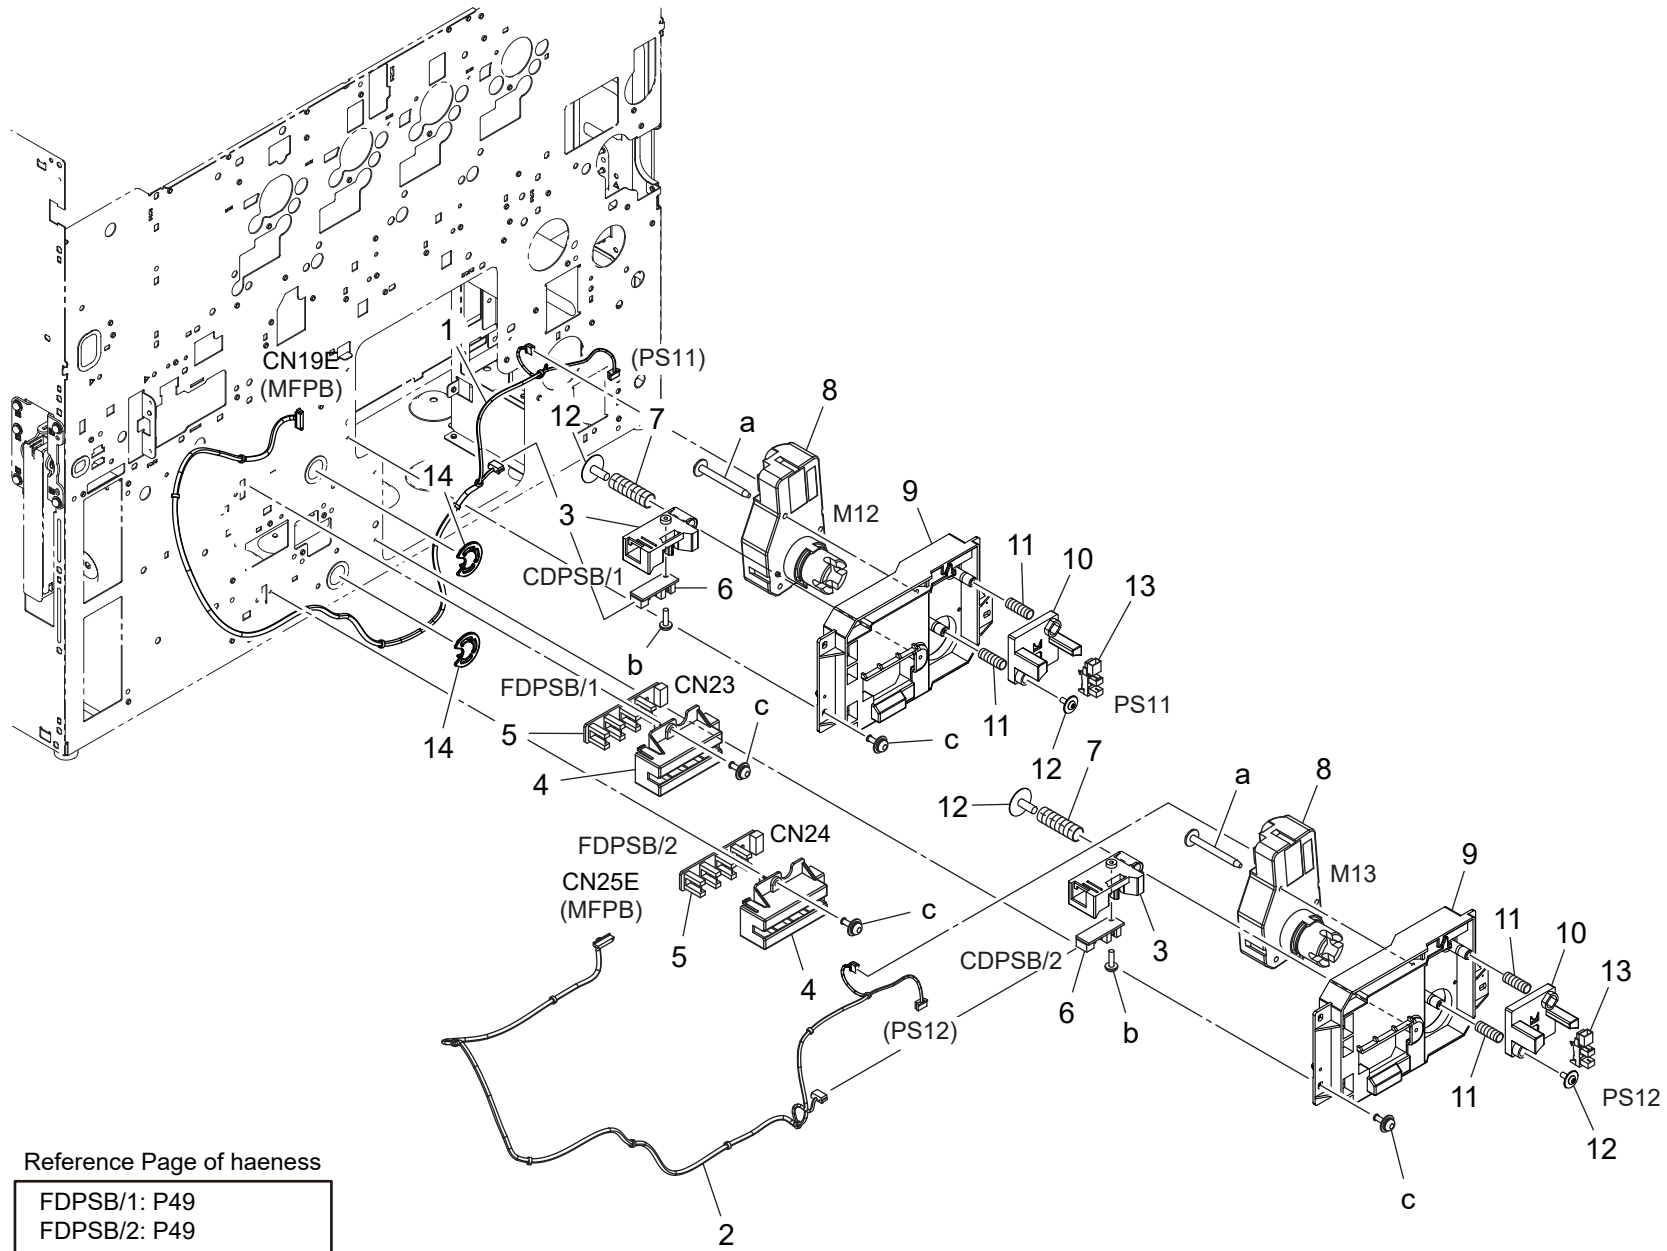 1
CN19E
(MFPB)
(PS11)
12
7
a
8
14
3
M12
9
CDPSB/1
6
11
10
13
b
14
FDPSB/1
CN23
c
5
4
11
c
12
PS11
7
12
a
8
FDPSB/2
CN24
CN25E
(MFPB)
5
c
4
M13
9
3
CDPSB/2
6
b
11
10
13
(PS12)
11
PS12
12
c
2
Reference Page of haeness
FDPSB/1: P49
FDPSB/2: P49